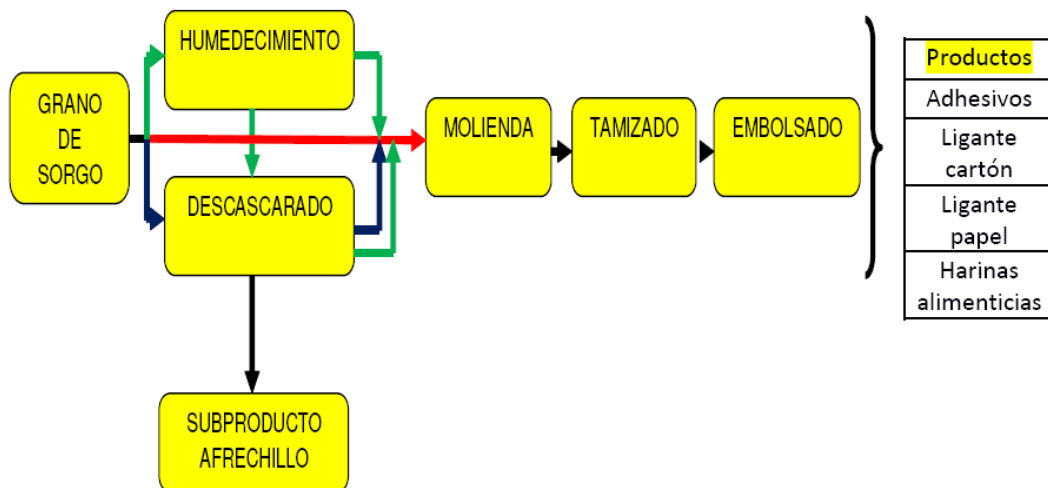 HUMEDECIMIENTO
GRANO
DE
SORGO
MOLIENDA
TAMIZADO
EMBOLSADO
DESCASCARADO
SUBPRODUCTO
AFRECHILLO
Productos
Adhesivos
Ligante
cartón
Ligante
papel
Harinas
alimenticias